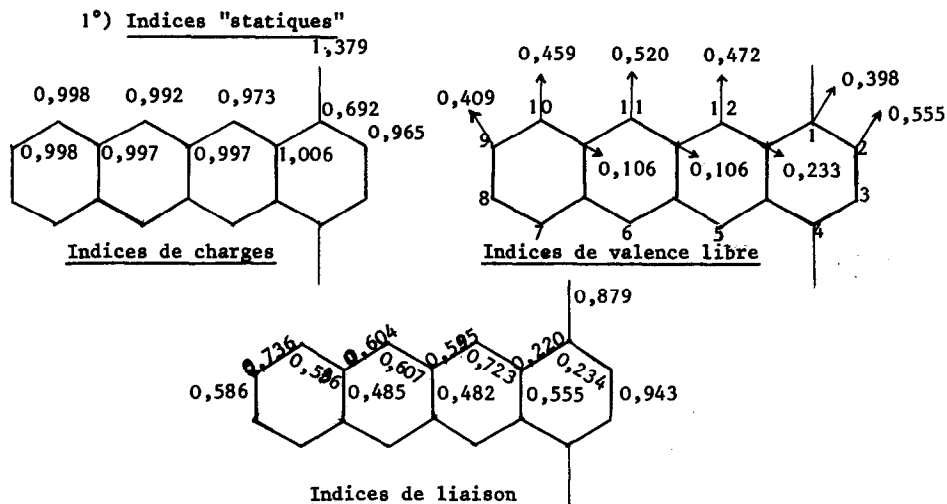 1°) Indices "statiques"
1,379
0,998 0,992 0,973 0,692
0,965
0,998 0,997 0,997 1,006
Indices de charges
0,459 0,520 0,472 0,398
0,409 0,555
10 11 12 1
9 2
0,106 0,106 0,233
8 3
7 6 5 4
Indices de valence libre
0,879
0,736 0,604 0,220
0,607 0,723 0,234
0,586 0,485 0,482 0,555 0,943
Indices de liaison